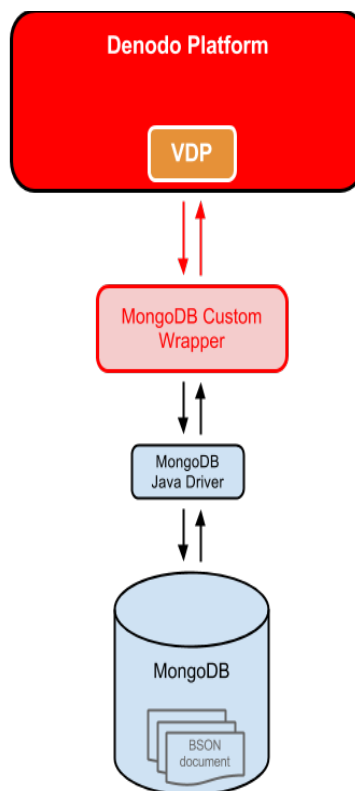 Denodo Platform
VDP
MongoDB Custom
Wrapper
MongoDB
Java Driver
MongoDB
BSON
document